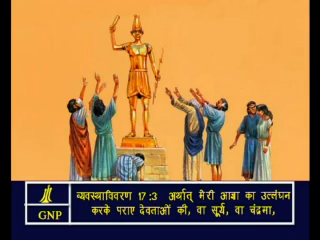 व्यवस्थाविवरण 17:3 अर्थात् मेरी आज्ञा का उल्लंघन
करके पराए देवताओं की, वा सूर्य, वा चंद्रमा,
GNP